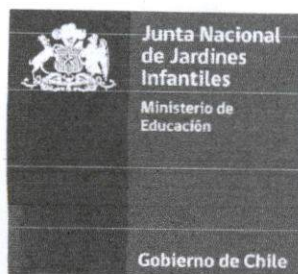 Junta Nacional
de Jardines
Infantiles
Ministerio de
Educación
Gobierno de Chile